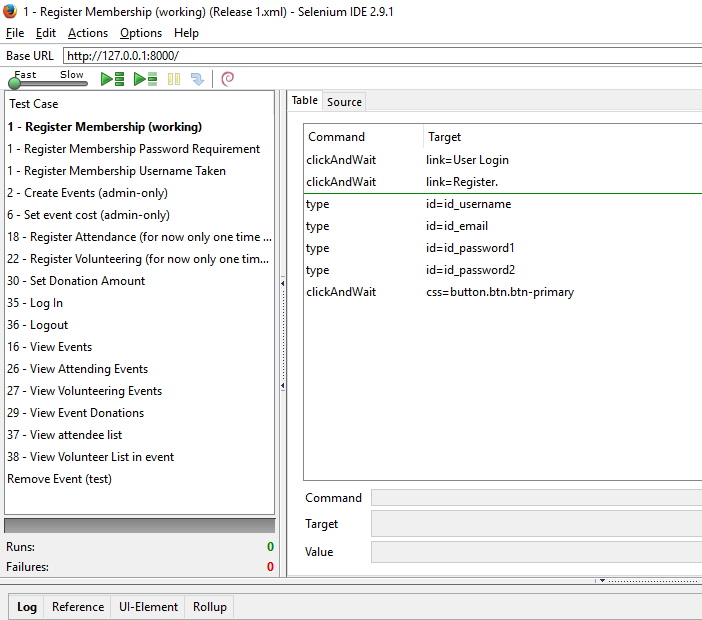 1 - Register Membership (working) (Release 1.xml) - Selenium IDE 2.9.1
File Edit Actions Options Help
Base URL http://127.0.0.1:8000/
Fast Slow
Test Case
1 - Register Membership (working)
1 - Register Membership Password Requirement
1 - Register Membership Username Taken
2 - Create Events (admin-only)
6 - Set event cost (admin-only)
18 - Register Attendance (for now only one time ...
22 - Register Volunteering (for now only one tim...
30 - Set Donation Amount
35 - Log In
36 - Logout
16 - View Events
26 - View Attending Events
27 - View Volunteering Events
29 - View Event Donations
37 - View attendee list
38 - View Volunteer List in event
Remove Event (test)
Runs: 0
Failures: 0
Table Source
Command Target
clickAndWait link=User Login
clickAndWait link=Register.
type id=id_username
type id=id_email
type id=id_password1
type id=id_password2
clickAndWait css=button.btn.btn-primary
Command
Target
Value
Log Reference UI-Element Rollup